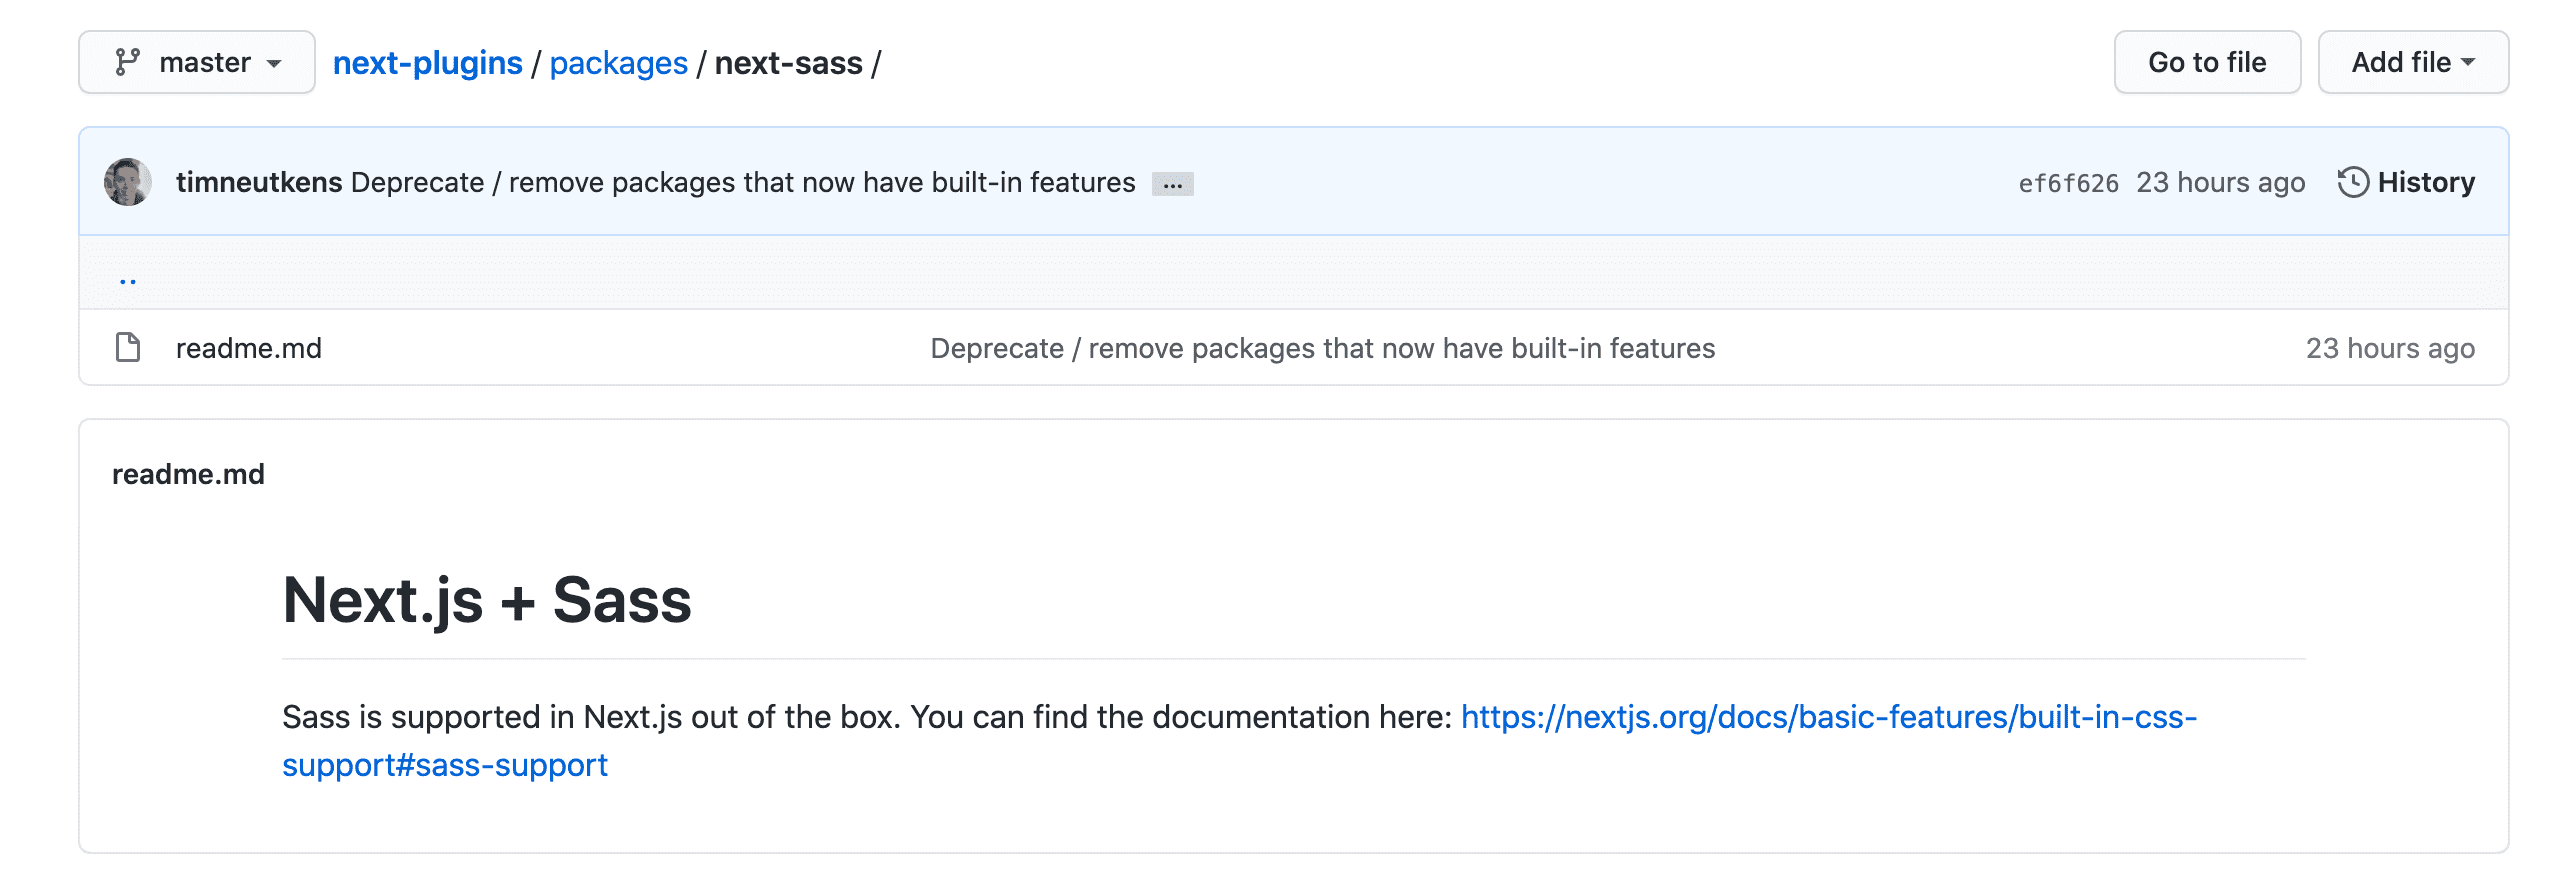 master next-plugins / packages / next-sass / Go to file Add file
timneutkens Deprecate / remove packages that now have built-in features ... ef6f626 23 hours ago History
..
readme.md Deprecate / remove packages that now have built-in features 23 hours ago
readme.md
Next.js + Sass
Sass is supported in Next.js out of the box. You can find the documentation here: https://nextjs.org/docs/basic-features/built-in-css-
support#sass-support